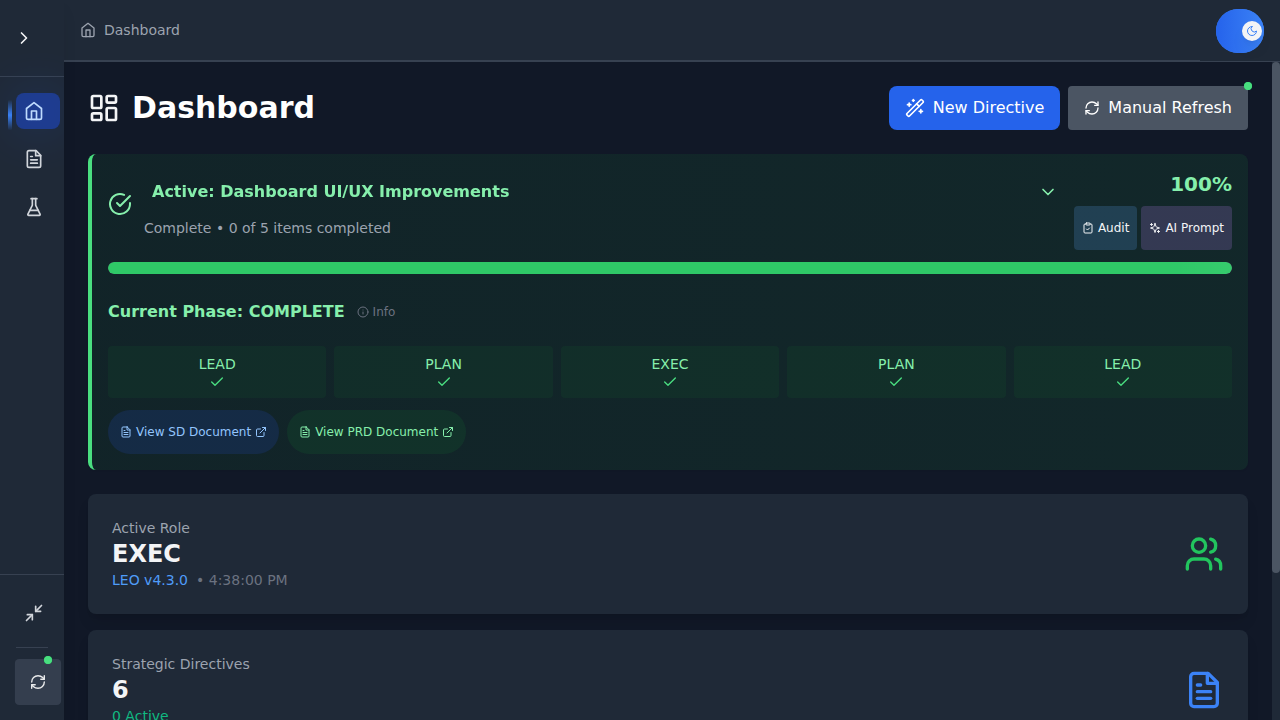 Dashboard
Dashboard
New Directive
Manual Refresh
Active: Dashboard UI/UX Improvements
100%
Complete • 0 of 5 items completed
Audit
AI Prompt
Current Phase: COMPLETE
Info
LEAD
PLAN
EXEC
PLAN
LEAD
View SD Document
View PRD Document
Active Role
EXEC
LEO v4.3.0 • 4:38:00 PM
Strategic Directives
6
0 Active